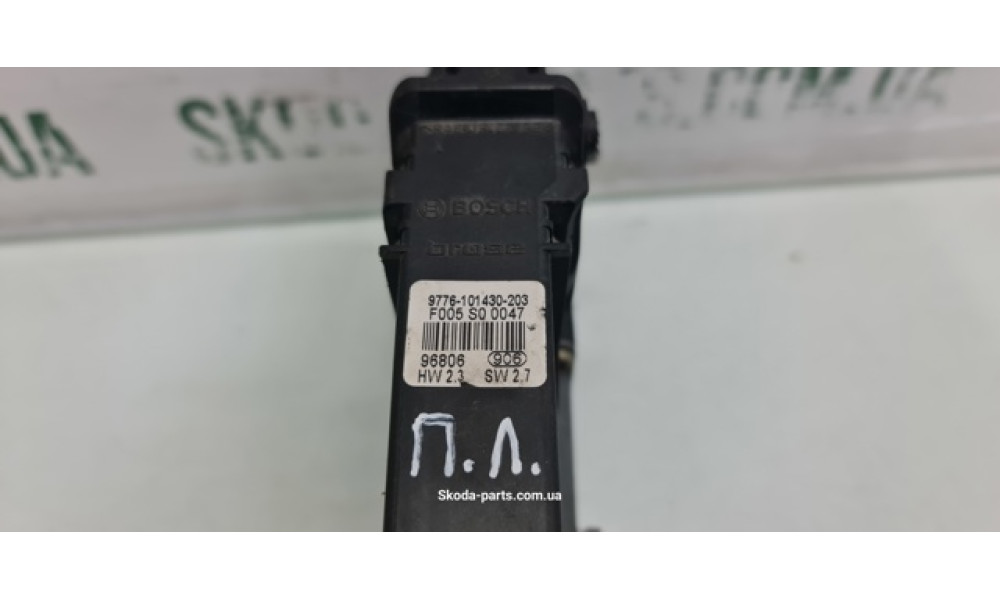 SKODA
BOSCH
brose
9776-101430-203
F005 S0 0047
96806 906
HW 2.3 SW 2.7
П.Л.
Skoda-parts.com.ua